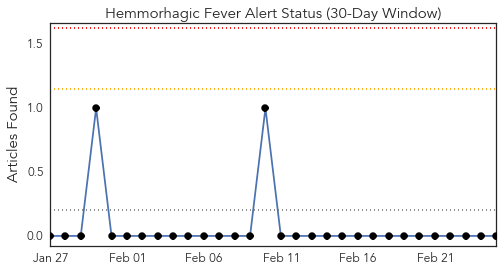 Hemmorhagic Fever Alert Status (30-Day Window)
1.5
1.0
0.5
0.0
Articles Found
Jan 27 Feb 01 Feb 06 Feb 11 Feb 16 Feb 21